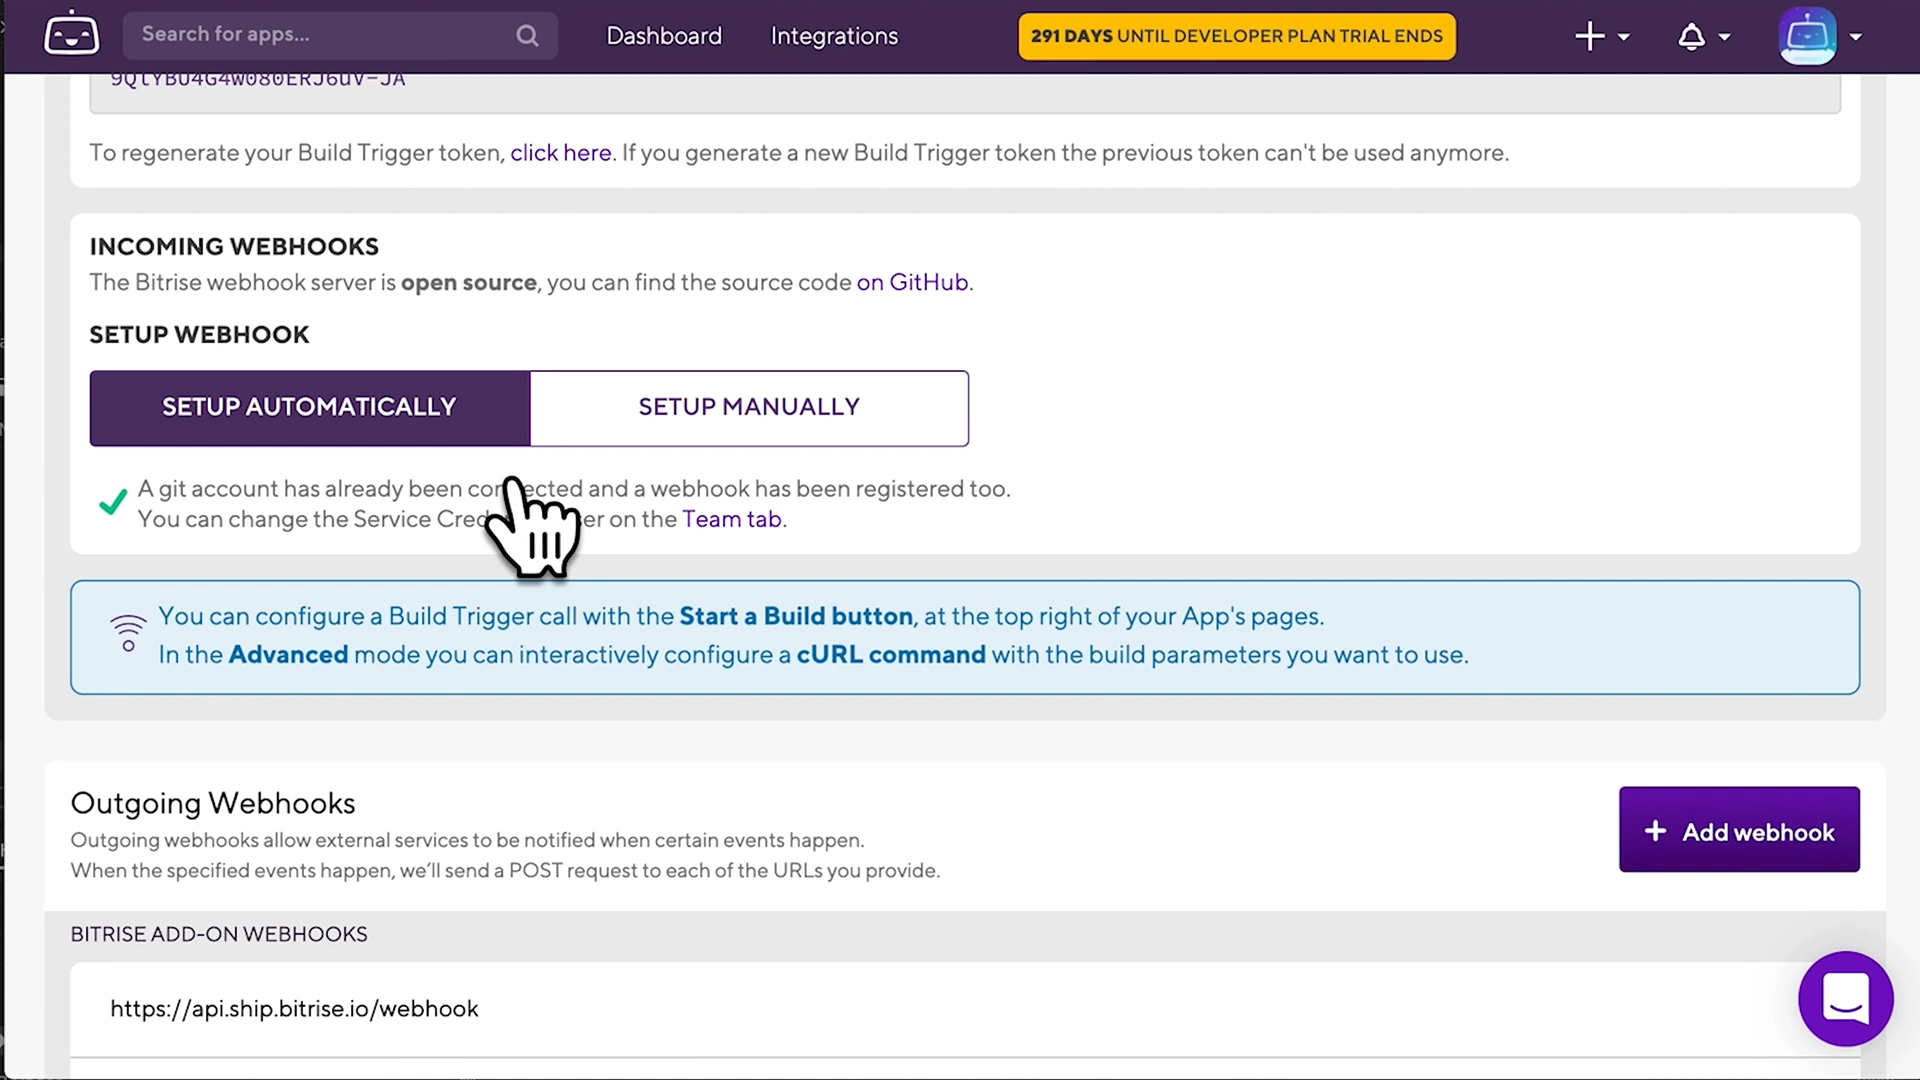 Search for apps...
Dashboard
Integrations
291 DAYS UNTIL DEVELOPER PLAN TRIAL ENDS
To regenerate your Build Trigger token, click here. If you generate a new Build Trigger token the previous token can't be used anymore.
INCOMING WEBHOOKS
The Bitrise webhook server is open source, you can find the source code on GitHub.
SETUP WEBHOOK
SETUP AUTOMATICALLY
SETUP MANUALLY
A git account has already been connected and a webhook has been registered too.
You can change the Service on the Team tab.
You can configure a Build Trigger call with the Start a Build button, at the top right of your App's pages.
In the Advanced mode you can interactively configure a cURL command with the build parameters you want to use.
Outgoing Webhooks
Outgoing webhooks allow external services to be notified when certain events happen.
When the specified events happen, we'll send a POST request to each of the URLs you provide.
+ Add webhook
BITRISE ADD-ON WEBHOOKS
https://api.ship.bitrise.io/webhook